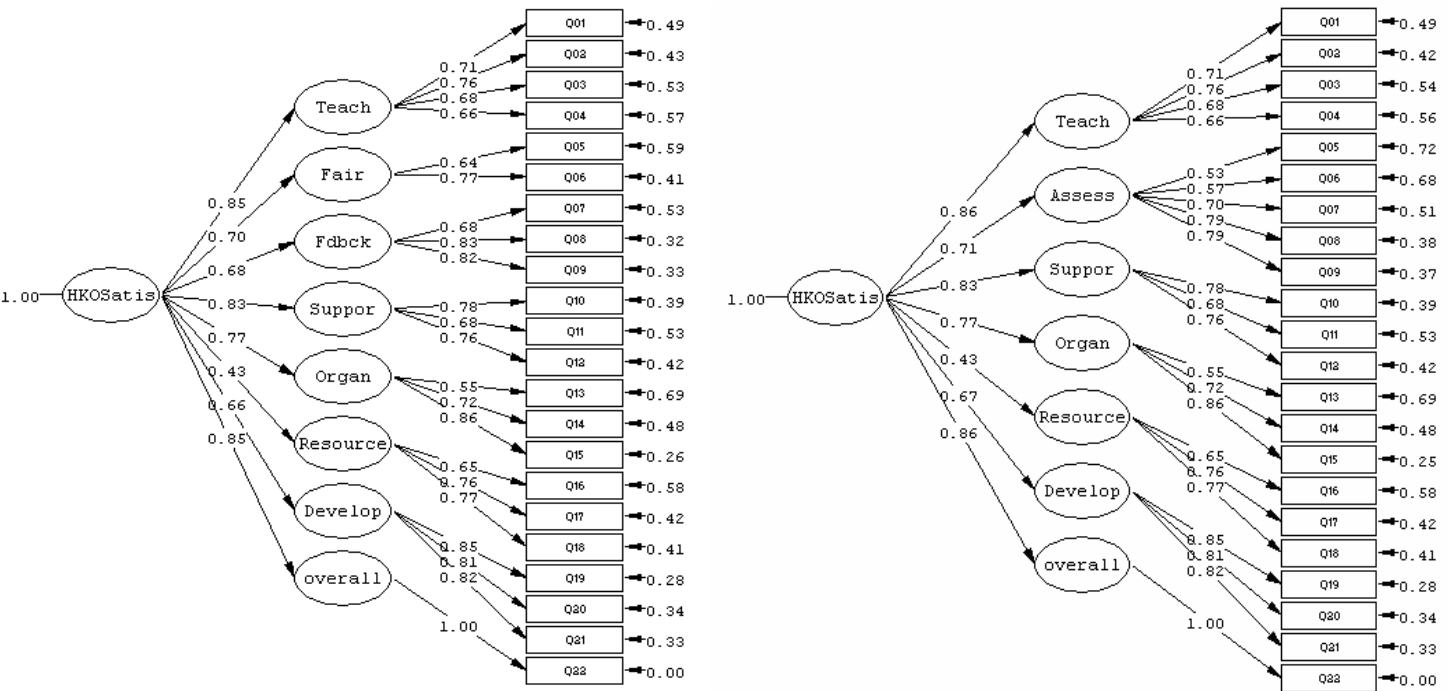 Q01 0.49
Q02 0.43
0.71
0.76
Q03 0.53
0.68
Teach
0.66
Q04 0.57
Q05 0.59
0.64
Fair
0.77
Q06 0.41
0.85
Q07 0.53
0.68
0.70
Fdbck
0.83
Q08 0.32
0.82
0.68
Q09 0.33
1.00 HKOSatis
0.83
Suppor
0.78
Q10 0.39
0.68
Q11 0.53
0.77
0.76
Q12 0.42
0.43
Organ
0.55
Q13 0.69
0.72
0.66
0.86
Q14 0.48
0.85
Resource
Q15 0.26
0.65
Q16 0.58
0.76
0.77
Develop
Q17 0.42
Q18 0.41
0.85
0.81
overall
0.82
Q19 0.28
Q20 0.34
1.00
Q21 0.33
Q22 0.00
Q01 0.49
Q02 0.42
0.71
0.76
Q03 0.54
0.68
Teach
0.66
Q04 0.56
Q05 0.72
0.53
0.57
Q06 0.68
Assess
0.70
0.86
0.79
Q07 0.51
0.79
Q08 0.38
0.71
Suppor
Q09 0.37
0.83
0.78
1.00 HKOSatis
0.68
Q10 0.39
0.76
0.77
Q11 0.53
Organ
0.43
Q12 0.42
0.55
0.67
0.72
Q13 0.69
0.86
0.86
Resource
Q14 0.48
0.65
Q15 0.25
0.76
0.77
Q16 0.58
Develop
Q17 0.42
0.85
Q18 0.41
0.81
0.82
overall
Q19 0.28
Q20 0.34
1.00
Q21 0.33
Q22 0.00